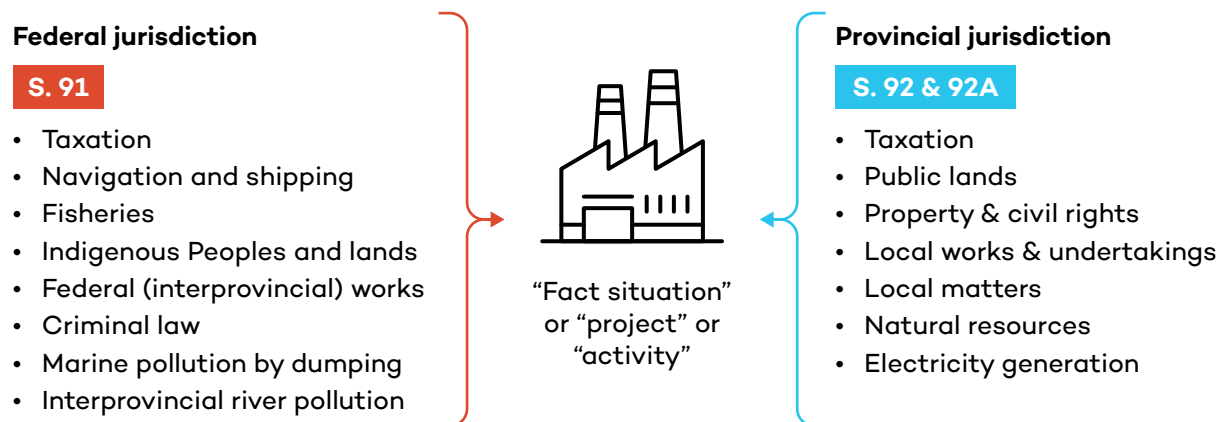 Federal jurisdiction
S. 91
• Taxation
• Navigation and shipping
• Fisheries
• Indigenous Peoples and lands
• Federal (interprovincial) works
• Criminal law
• Marine pollution by dumping
• Interprovincial river pollution
“Fact situation”
or “project” or
“activity”
Provincial jurisdiction
S. 92 & 92A
• Taxation
• Public lands
• Property & civil rights
• Local works & undertakings
• Local matters
• Natural resources
• Electricity generation